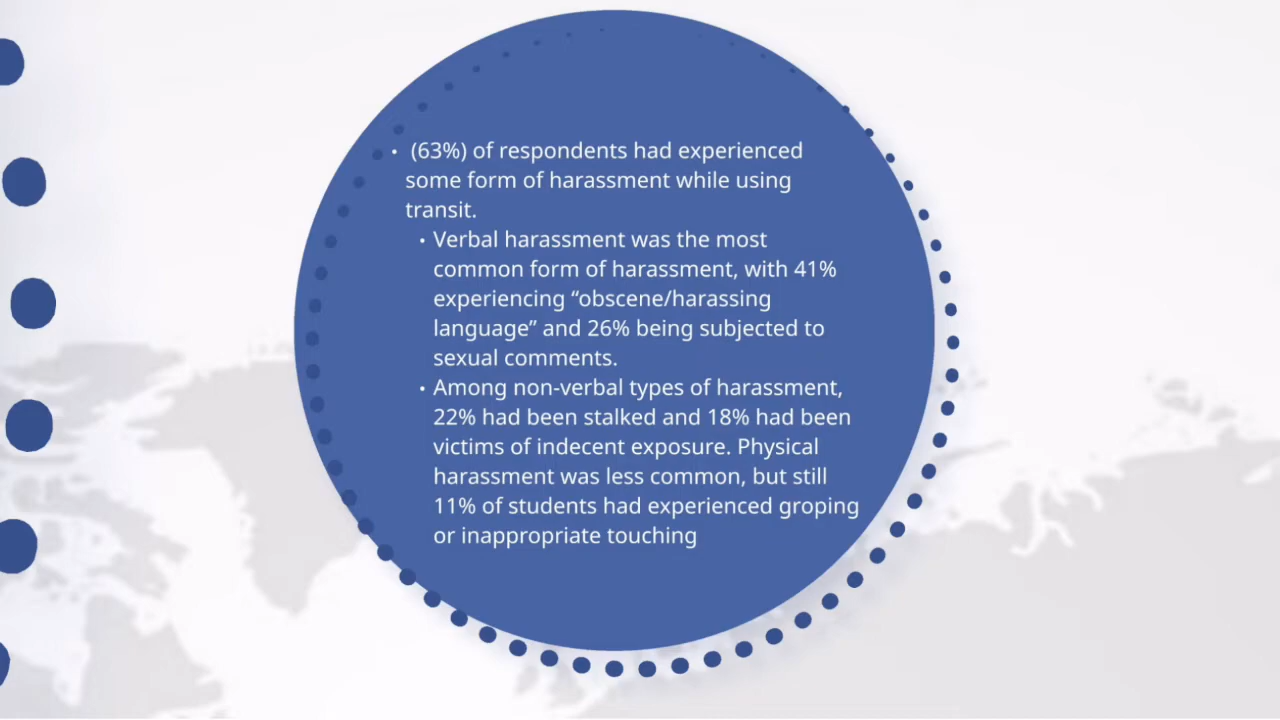 • (63%) of respondents had experienced
some form of harassment while using
transit.
• Verbal harassment was the most
common form of harassment, with 41%
experiencing “obscene/harassing
language” and 26% being subjected to
sexual comments.
• Among non-verbal types of harassment,
22% had been stalked and 18% had been
victims of indecent exposure. Physical
harassment was less common, but still
11% of students had experienced groping
or inappropriate touching